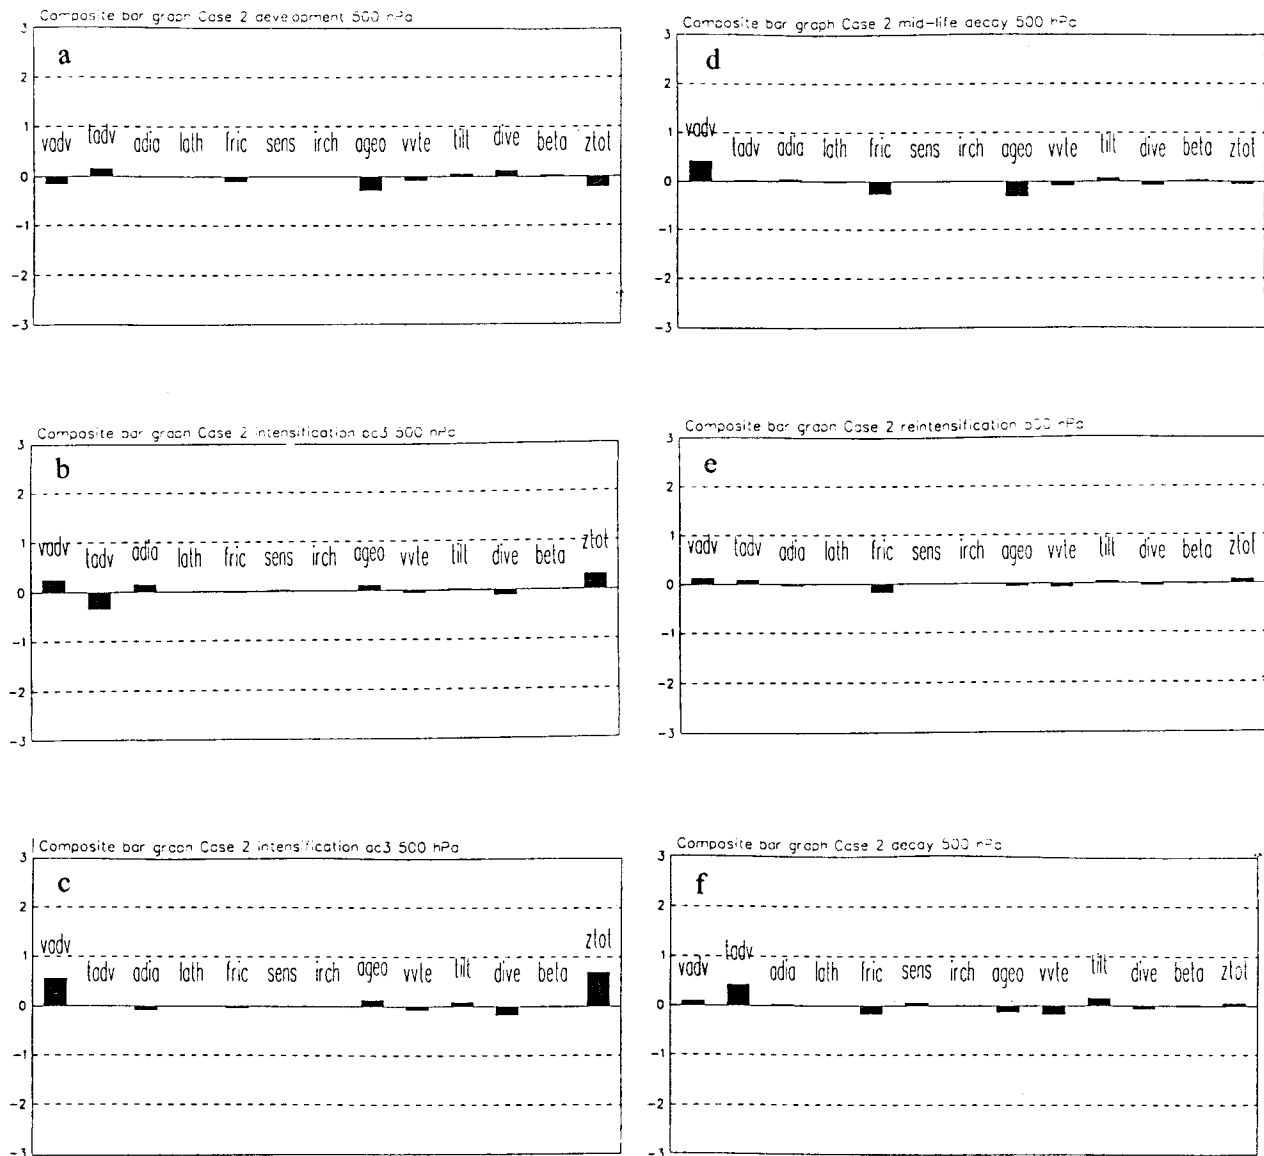 Composite bar graph Case 2 development 500 hPa
a
3
2
1
0
-1
-2
-3
vadv tadv adia lath fric sens irch ageo vvte tilt dive beta ztot
Composite bar graph Case 2 mid-life decay 500 hPa
d
3
2
1
0
-1
-2
-3
vadv tadv adia lath fric sens irch ageo vvte tilt dive beta ztot
Composite bar graph Case 2 intensification bc3 500 hPa
b
3
2
1
0
-1
-2
-3
vadv tadv adia lath fric sens irch ageo vvte tilt dive beta ztot
Composite bar graph Case 2 reintensification 500 hPa
e
3
2
1
0
-1
-2
-3
vadv tadv adia lath fric sens irch ageo vvte tilt dive beta ztot
Composite bar graph Case 2 intensification ac3 500 hPa
c
3
2
1
0
-1
-2
-3
vadv tadv adia lath fric sens irch ageo vvte tilt dive beta ztot
Composite bar graph Case 2 decay 500 hPa
f
3
2
1
0
-1
-2
-3
vadv tadv adia lath fric sens irch ageo vvte tilt dive beta ztot